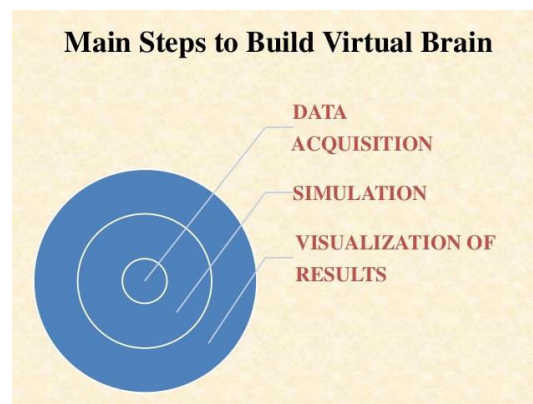 Main Steps to Build Virtual Brain
DATA
ACQUISITION
SIMULATION
VISUALIZATION OF
RESULTS